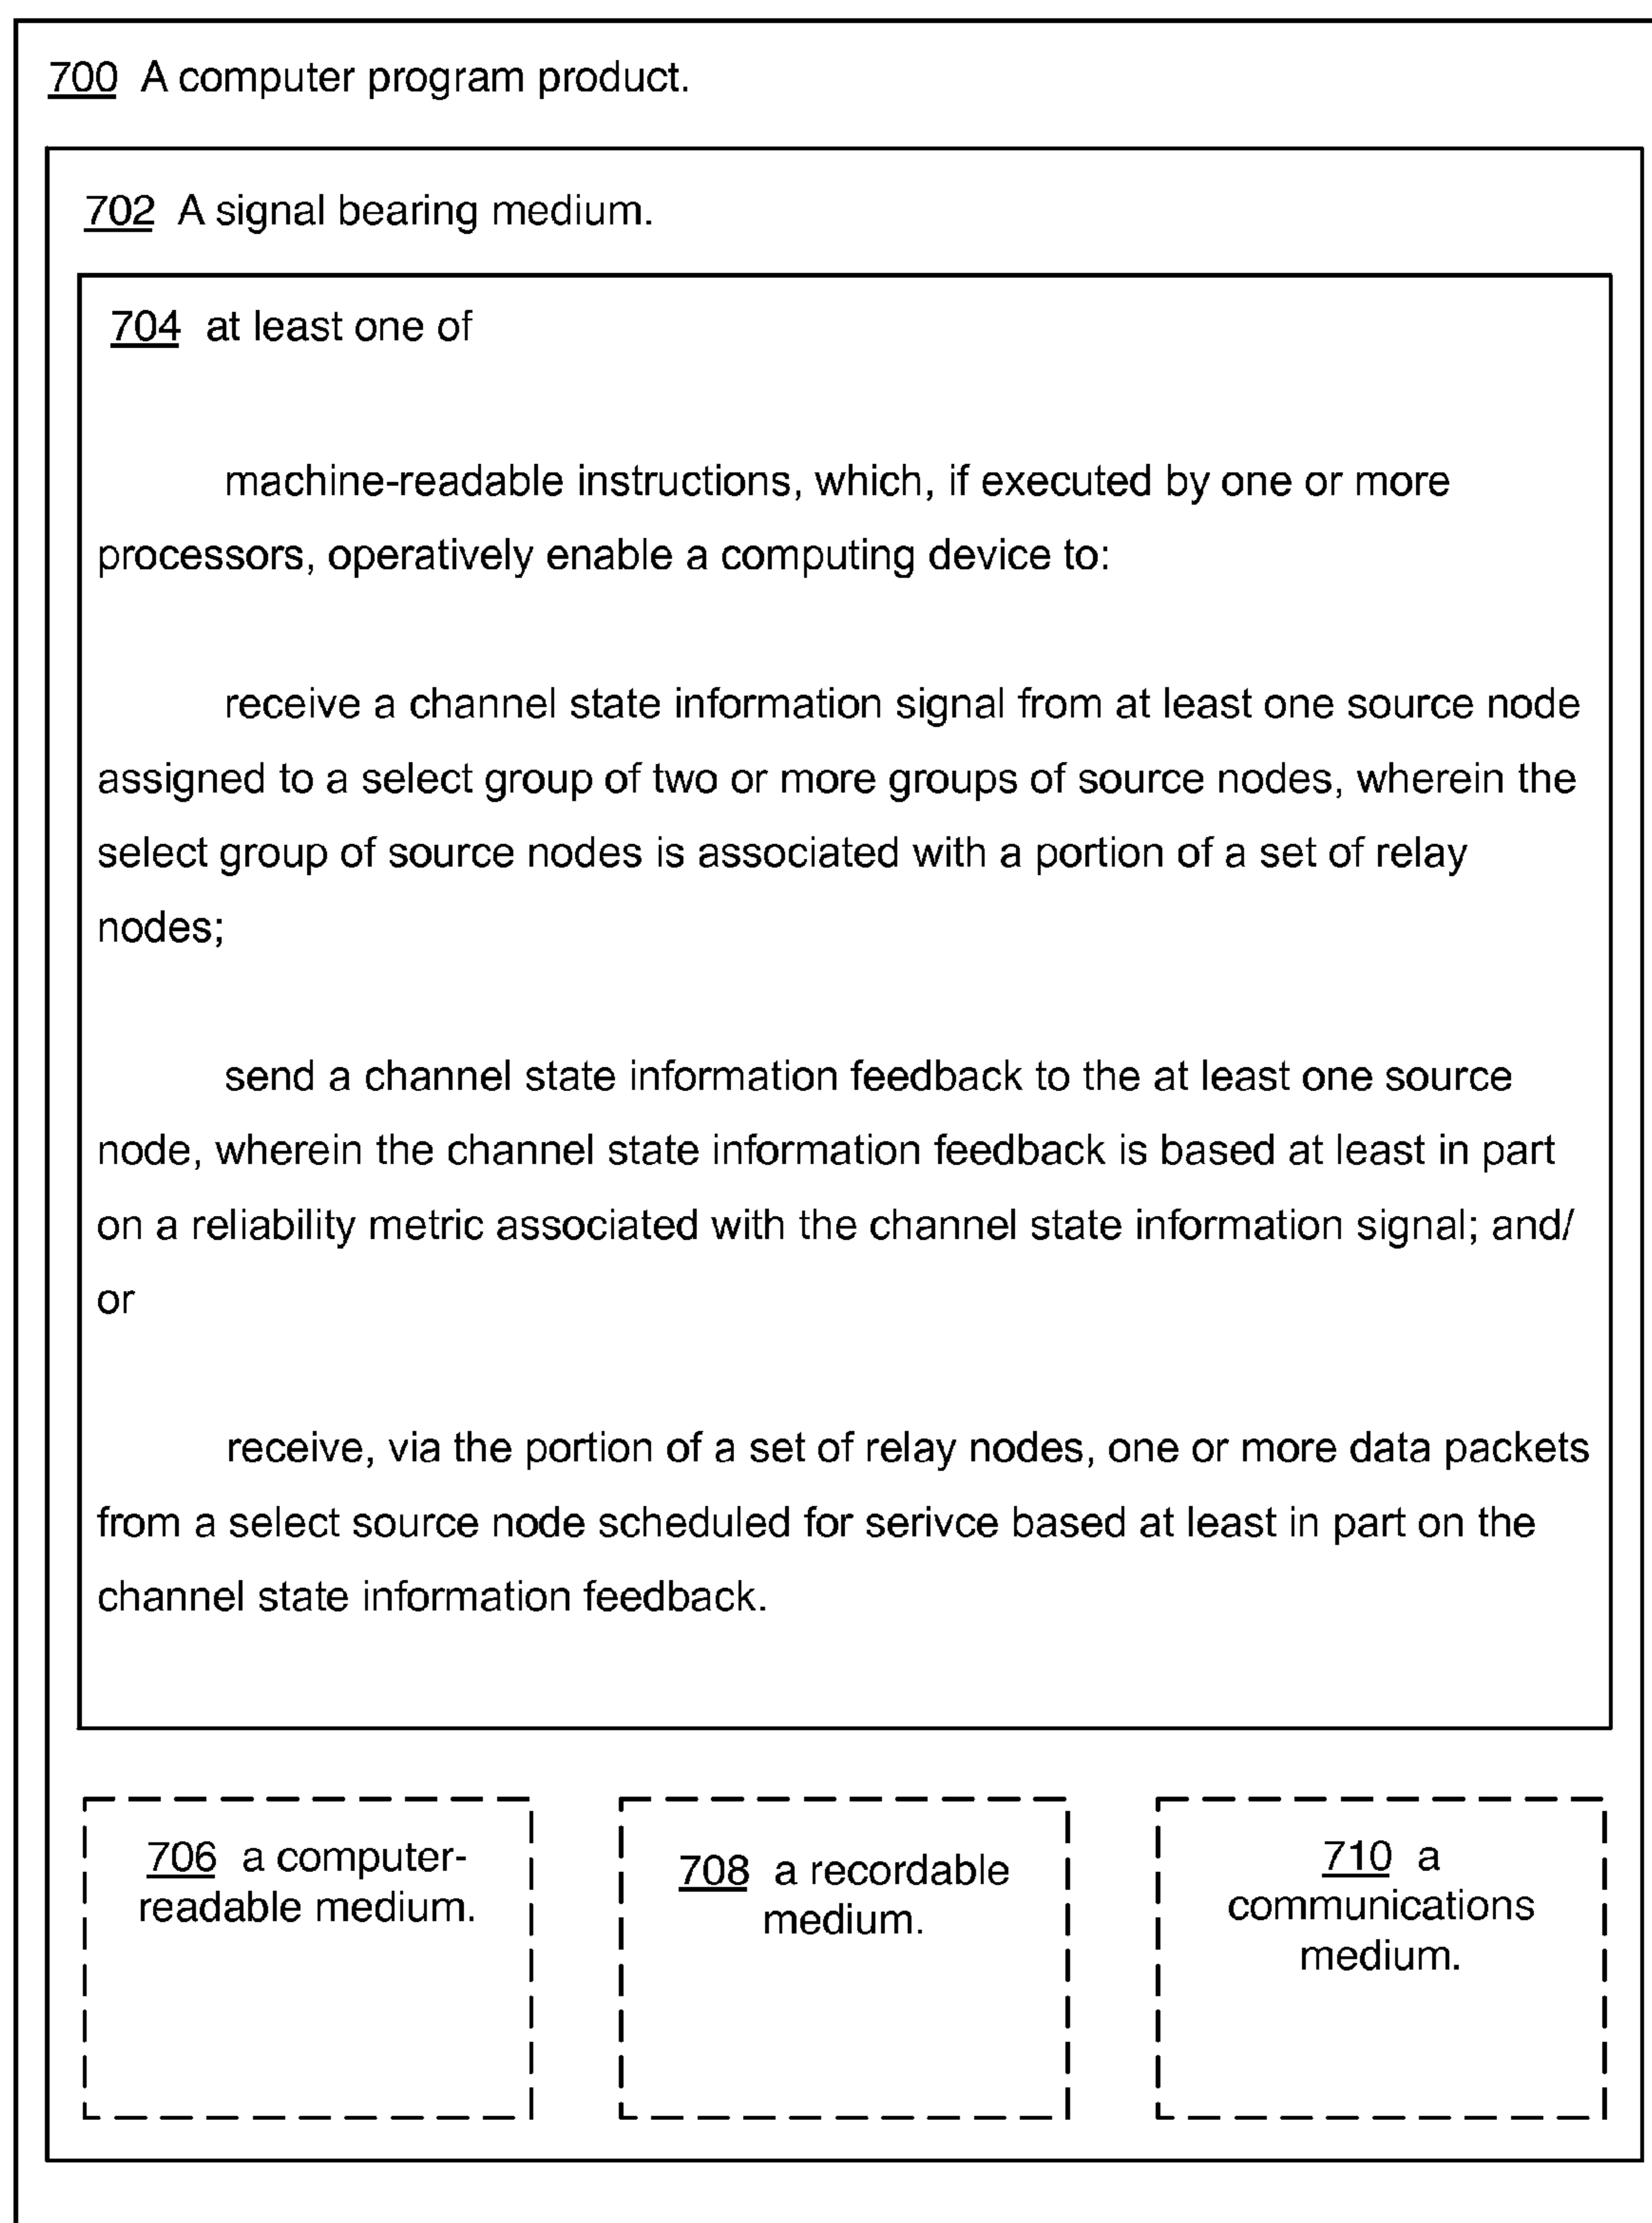 700 A computer program product.
702 A signal bearing medium.
704 at least one of
machine-readable instructions, which, if executed by one or more
processors, operatively enable a computing device to:
receive a channel state information signal from at least one source node
assigned to a select group of two or more groups of source nodes, wherein the
select group of source nodes is associated with a portion of a set of relay
nodes;
send a channel state information feedback to the at least one source
node, wherein the channel state information feedback is based at least in part
on a reliability metric associated with the channel state information signal; and/
or
receive, via the portion of a set of relay nodes, one or more data packets
from a select source node scheduled for serivce based at least in part on the
channel state information feedback.
706 a computer-
readable medium.
708 a recordable
medium.
710 a
communications
medium.